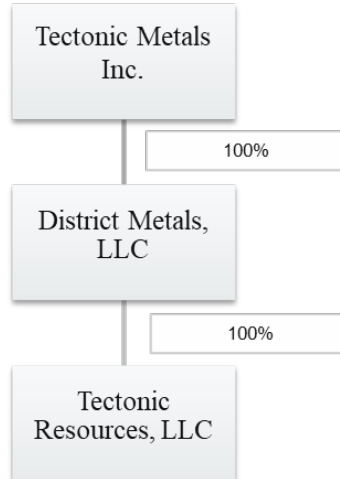 Tectonic Metals
Inc.
100%
District Metals,
LLC
100%
Tectonic
Resources, LLC